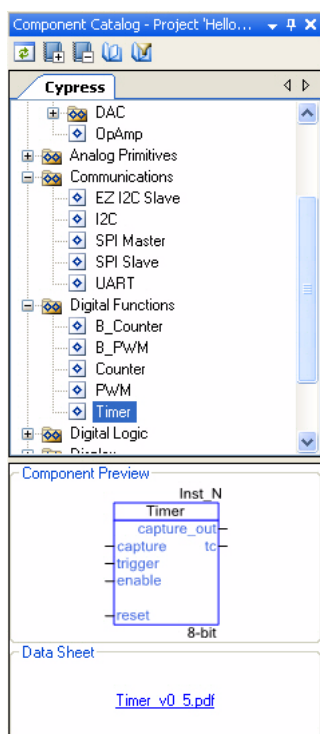 Component Catalog - Project 'Hello...
Cypress
DAC
OpAmp
Analog Primitives
Communications
EZ I2C Slave
I2C
SPI Master
SPI Slave
UART
Digital Functions
B_Counter
B_PWM
Counter
PWM
Timer
Digital Logic
Display
Component Preview
Inst_N
Timer
capture_out
capture tc
trigger
enable
reset
8-bit
Data Sheet
Timer_v0_5.pdf